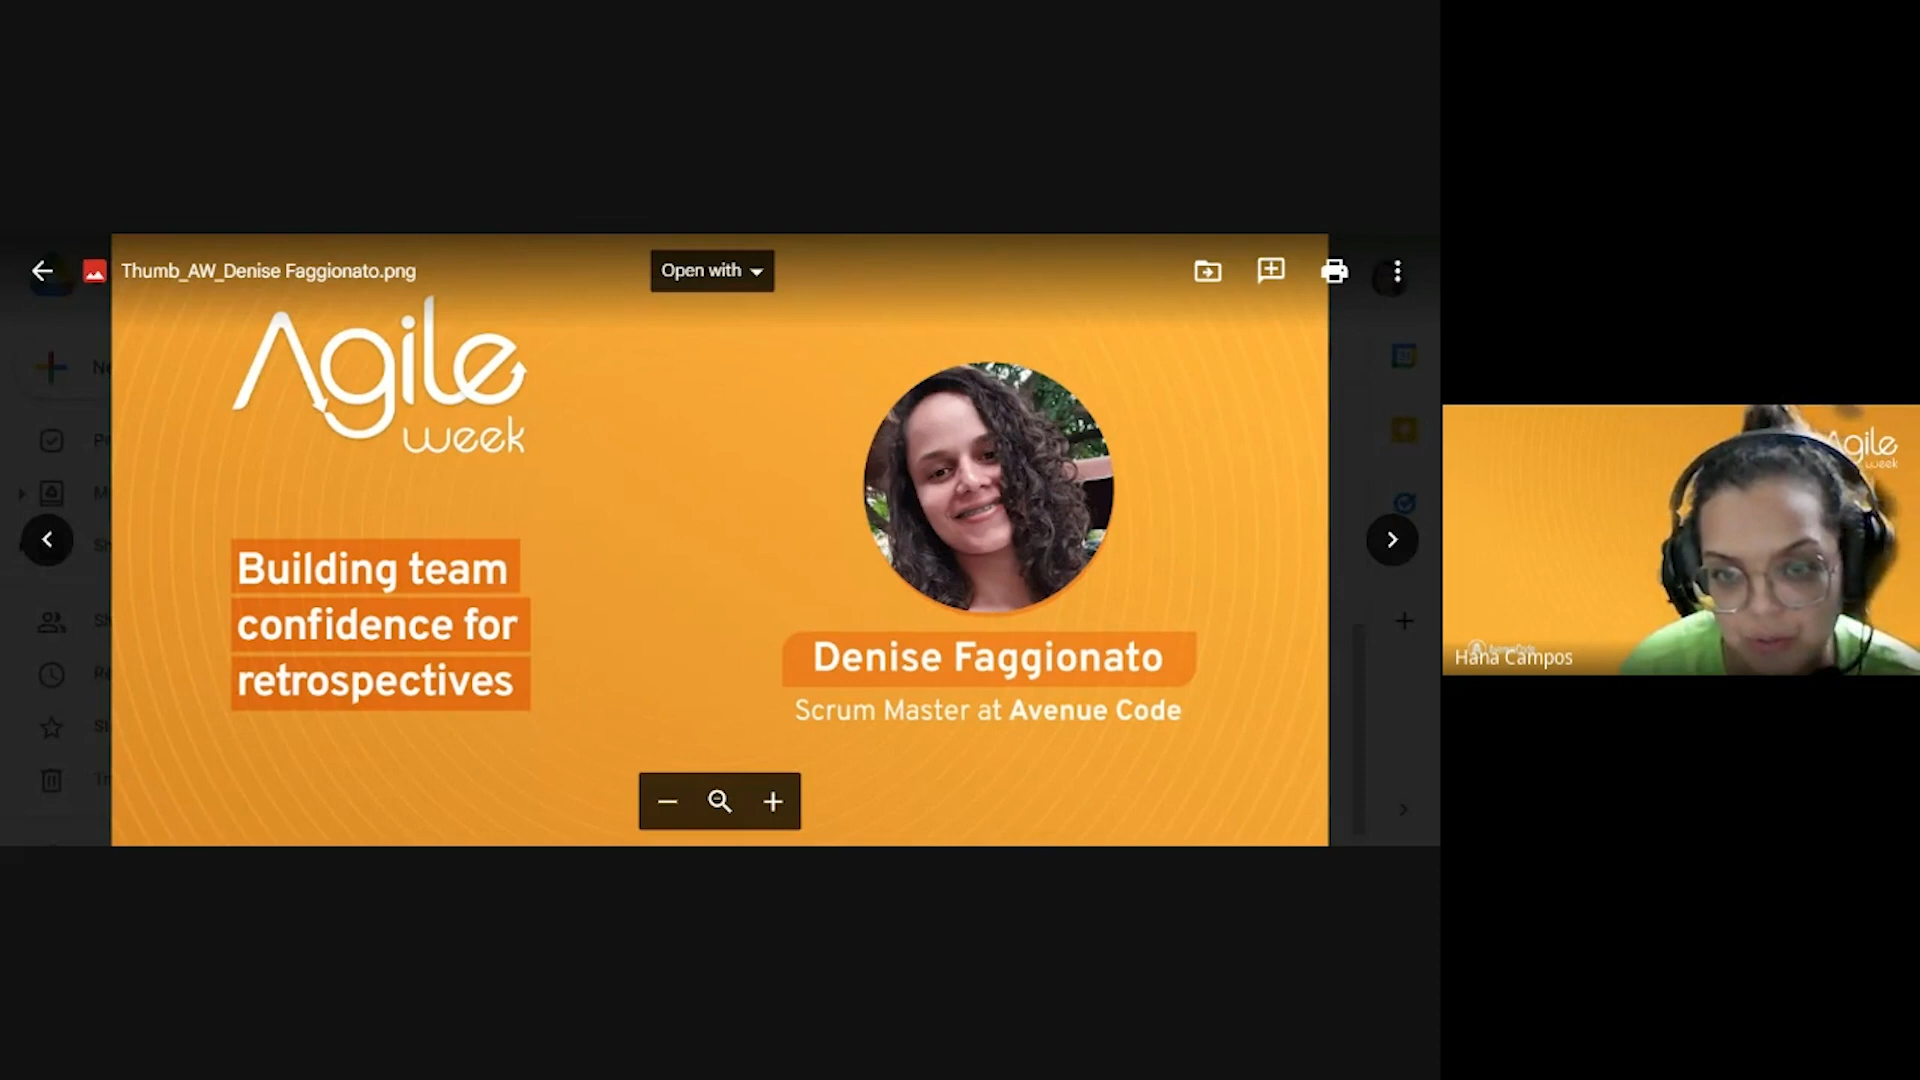 Thumb_AW_Denise Faggionato.png
Open with
Agile
week
Building team
confidence for
retrospectives
Denise Faggionato
Scrum Master at Avenue Code
Agile
week
Hana Campos